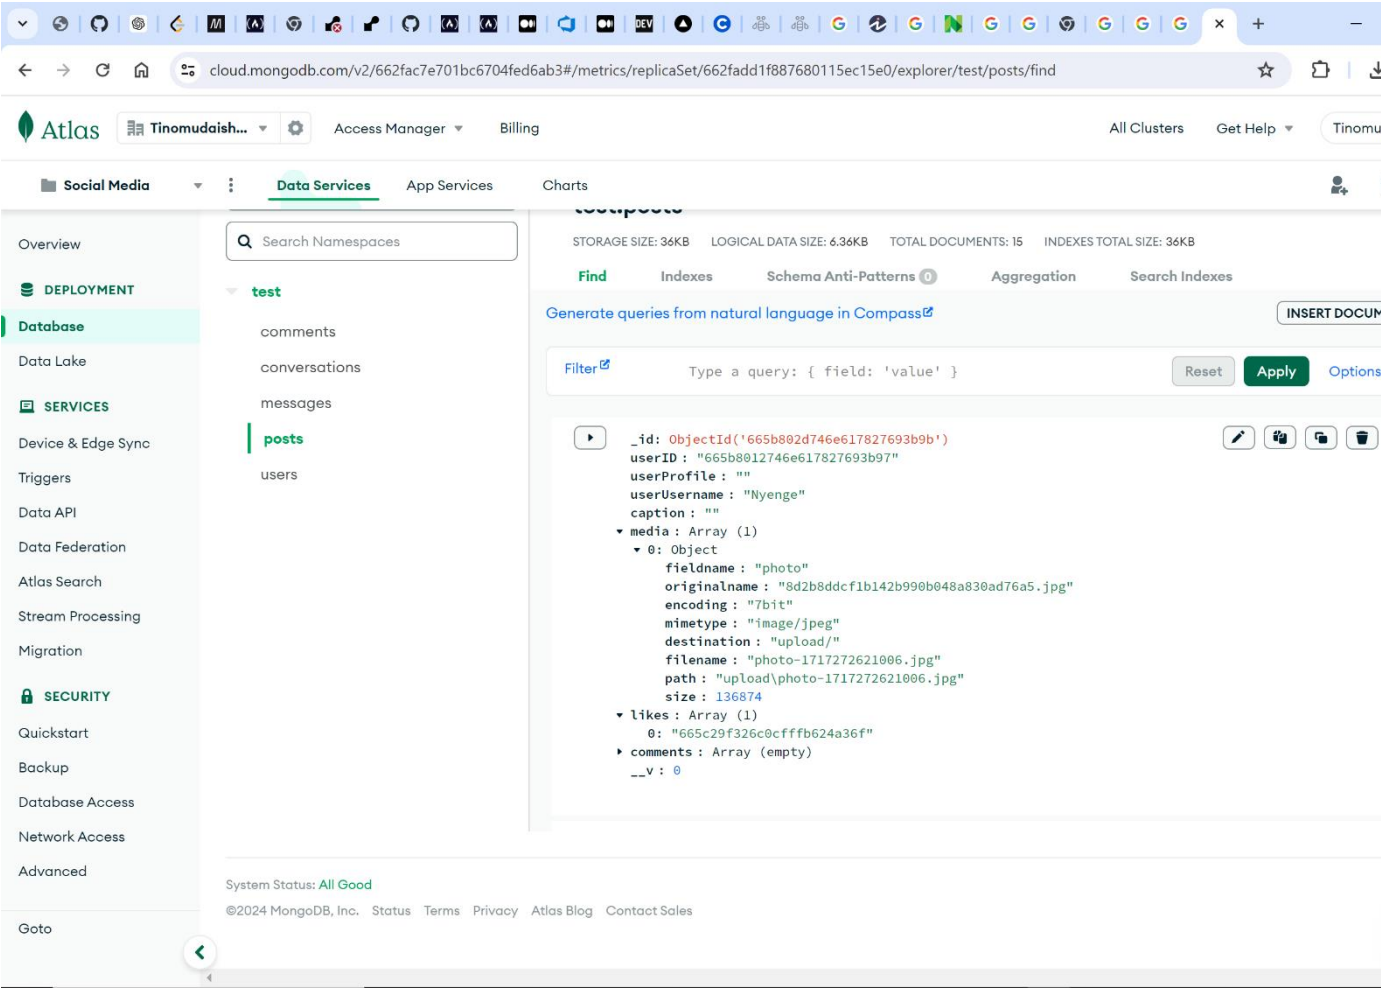 DEV
cloud.mongodb.com/v2/662fac7e701bc6704fed6ab3#/metrics/replicaSet/662fadd1f887680115ec15e0/explorer/test/posts/find
Atlas
Tinomudaish...
Access Manager
Billing
All Clusters
Get Help
Tinomu
Social Media
Data Services
App Services
Charts
Overview
DEPLOYMENT
Database
Data Lake
SERVICES
Device & Edge Sync
Triggers
Data API
Data Federation
Atlas Search
Stream Processing
Migration
SECURITY
Quickstart
Backup
Database Access
Network Access
Advanced
Goto
Search Namespaces
test
comments
conversations
messages
posts
users
test.posts
STORAGE SIZE: 36KB LOGICAL DATA SIZE: 6.36KB TOTAL DOCUMENTS: 15 INDEXES TOTAL SIZE: 36KB
Find Indexes Schema Anti-Patterns 0 Aggregation Search Indexes
Generate queries from natural language in Compass
INSERT DOCUM
Filter
Type a query: { field: 'value' }
Reset
Apply
Options
_id: ObjectId('665b802d746e617827693b9b')
userID : "665b8012746e617827693b97"
userProfile : ""
userUsername : "Nyenge"
caption : ""
media : Array (1)
0: Object
fieldname : "photo"
originalname : "8d2b8ddcf1b142b990b048a830ad76a5.jpg"
encoding : "7bit"
mimetype : "image/jpeg"
destination : "upload/"
filename : "photo-1717272621006.jpg"
path : "upload\photo-1717272621006.jpg"
size : 136874
likes : Array (1)
0: "665c29f326c0cfffb624a36f"
comments : Array (empty)
__v : 0
System Status: All Good
©2024 MongoDB, Inc. Status Terms Privacy Atlas Blog Contact Sales